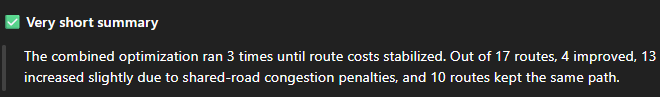 ✅ Very short summary
The combined optimization ran 3 times until route costs stabilized. Out of 17 routes, 4 improved, 13
increased slightly due to shared-road congestion penalties, and 10 routes kept the same path.